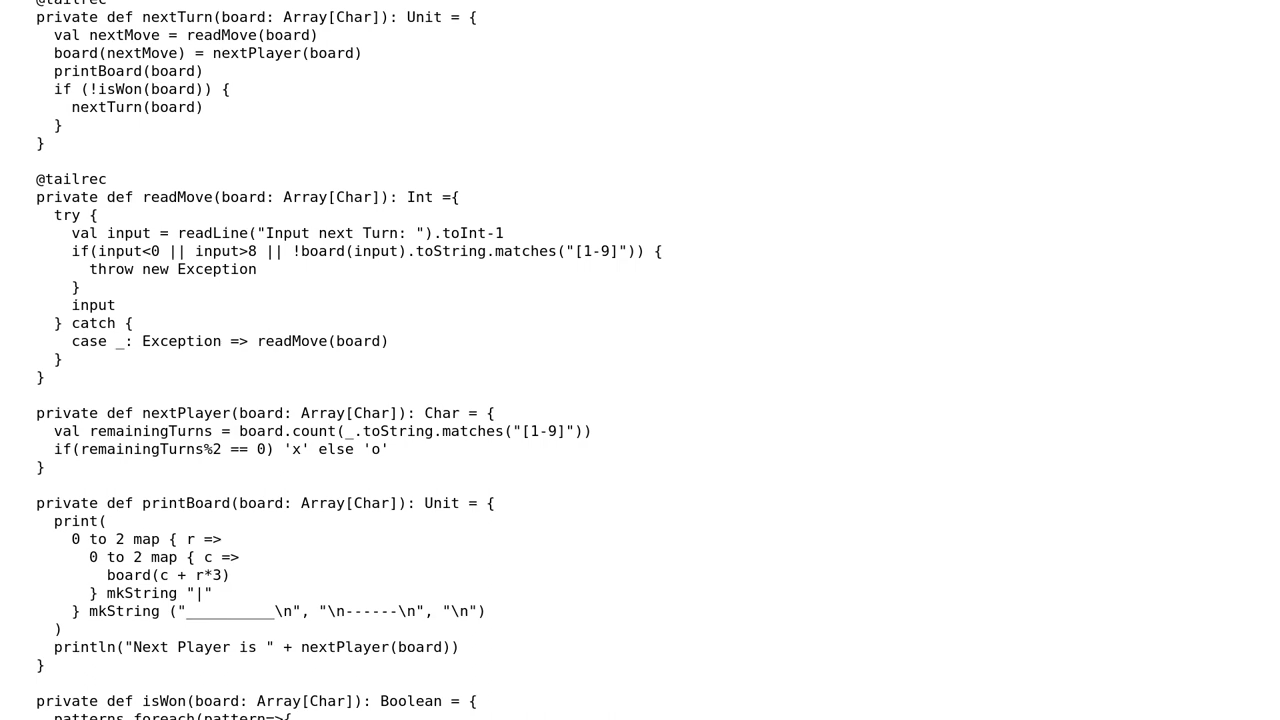 @tailrec
private def nextTurn(board: Array[Char]): Unit = {
  val nextMove = readMove(board)
  board(nextMove) = nextPlayer(board)
  printBoard(board)
  if (!isWon(board)) {
    nextTurn(board)
  }
}

@tailrec
private def readMove(board: Array[Char]): Int ={
  try {
    val input = readLine("Input next Turn: ").toInt-1
    if(input<0 || input>8 || !board(input).toString.matches("[1-9]")) {
      throw new Exception
    }
    input
  } catch {
    case _: Exception => readMove(board)
  }
}

private def nextPlayer(board: Array[Char]): Char = {
  val remainingTurns = board.count(_.toString.matches("[1-9]"))
  if(remainingTurns%2 == 0) 'x' else 'o'
}

private def printBoard(board: Array[Char]): Unit = {
  print(
    0 to 2 map { r =>
      0 to 2 map { c =>
        board(c + r*3)
      } mkString "|"
    } mkString ("__________\n", "\n------\n", "\n")
  )
  println("Next Player is " + nextPlayer(board))
}

private def isWon(board: Array[Char]): Boolean = {
  patterns.foreach(pattern=>{